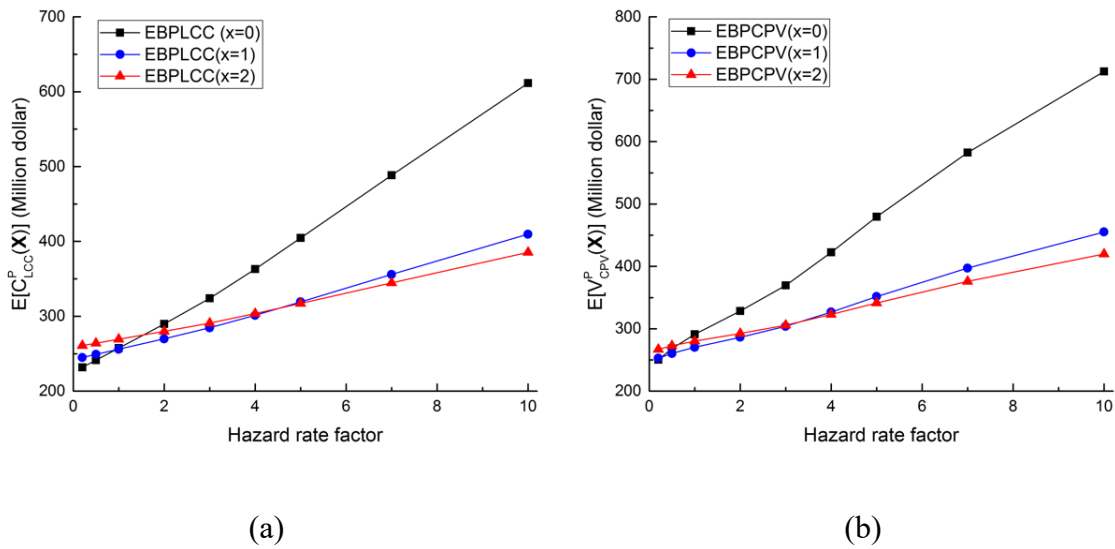 700
600
500
400
300
200
EBPLCC (x=0)
EBPLCC(x=1)
EBPLCC(x=2)
E[C^P_LCC(X)] (Million dollar)
0 2 4 6 8 10
Hazard rate factor
(a)
800
700
600
500
400
300
200
EBPCPV(x=0)
EBPCPV(x=1)
EBPCPV(x=2)
E[V^P_CPV(X)] (Million dollar)
0 2 4 6 8 10
Hazard rate factor
(b)